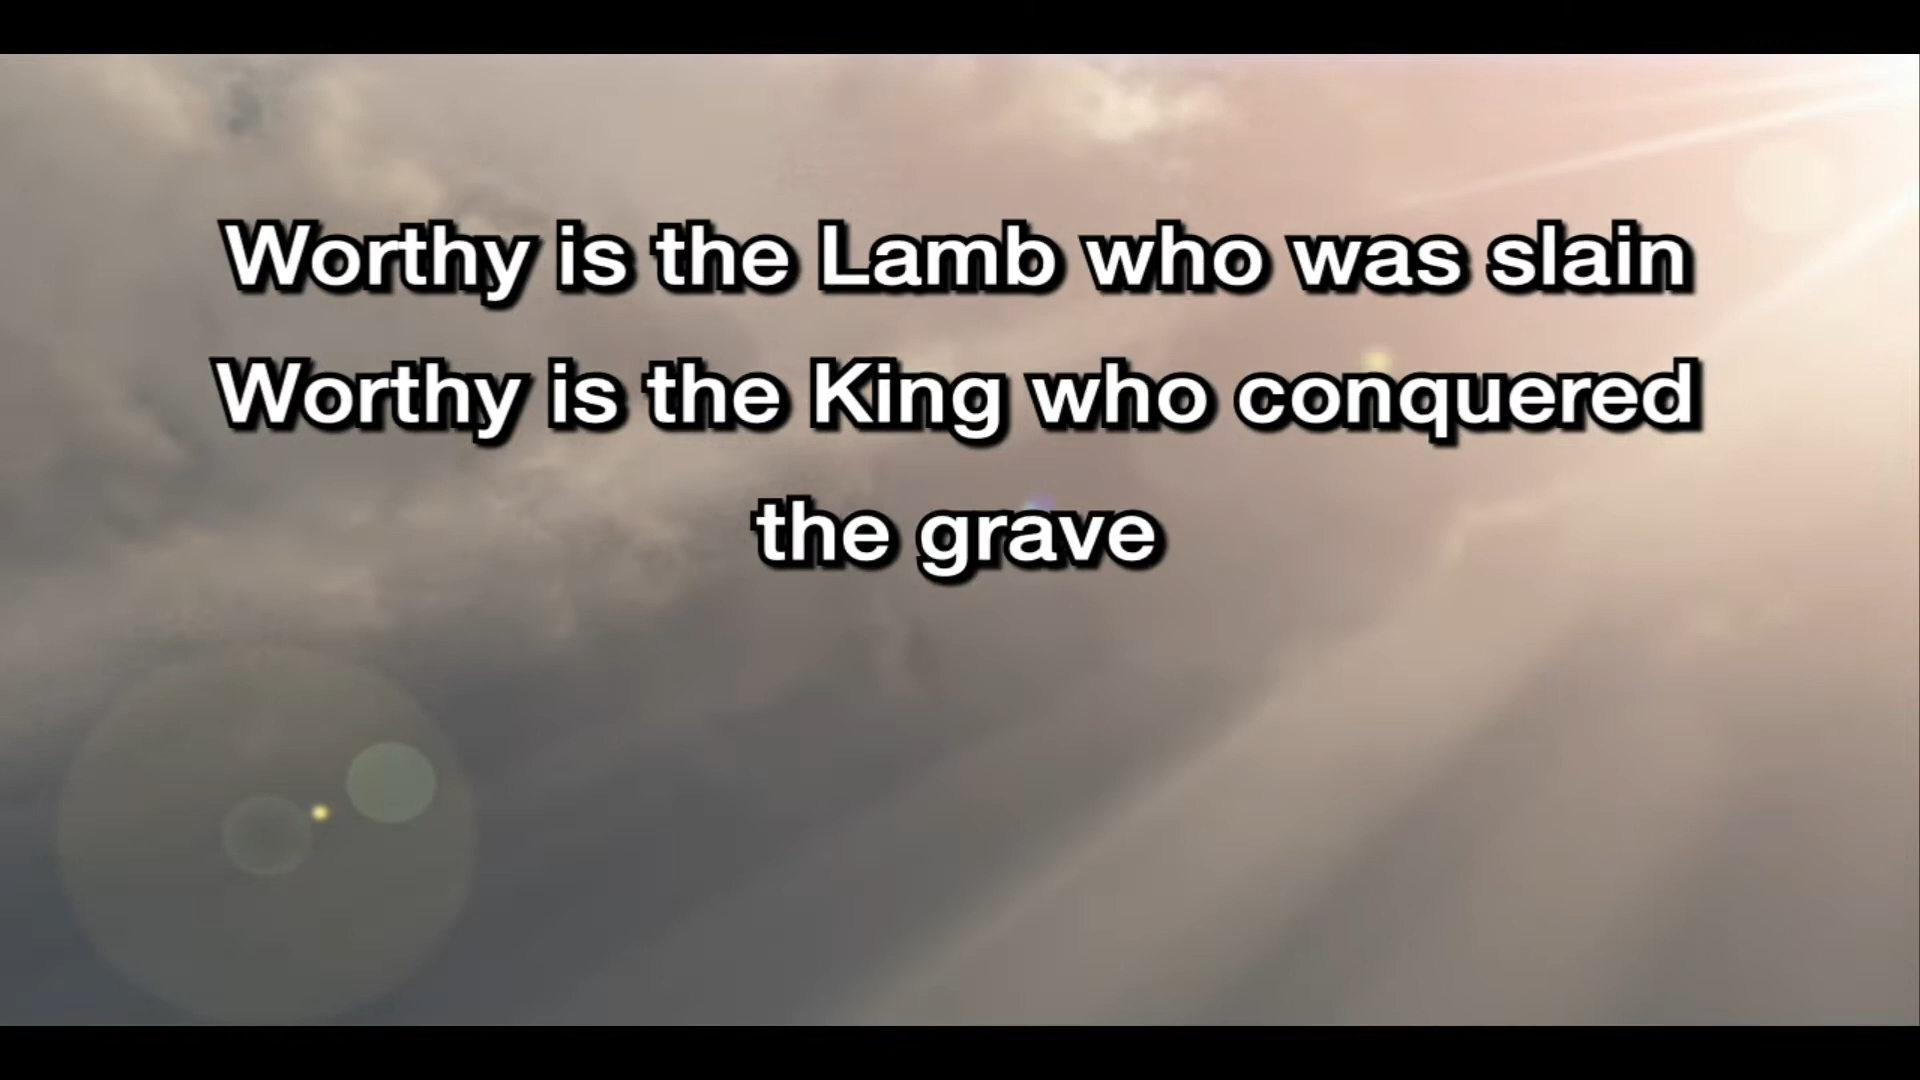 Worthy is the Lamb who was slain
Worthy is the King who conquered
the grave